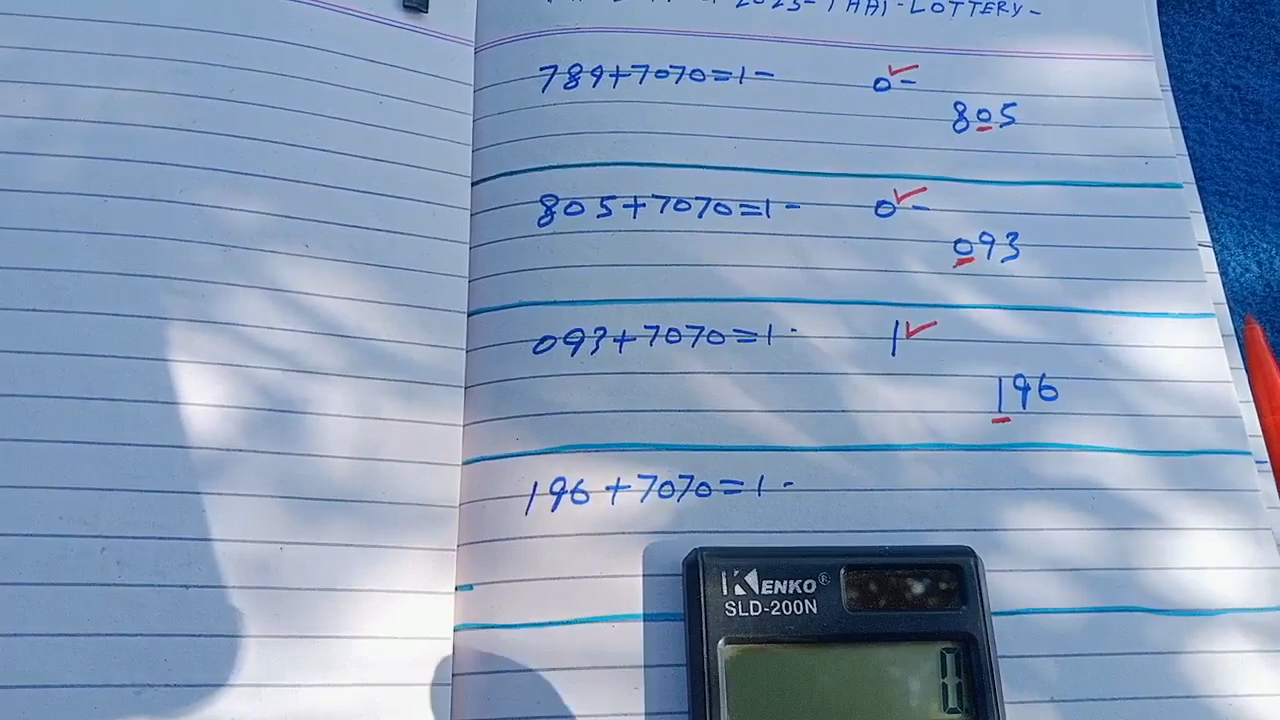 2025-THAI-LOTTERY-
789+7070=1- 0✓-
805
805+7070=1- 0✓-
093
093+7070=1- 1✓
196
196+7070=1-
KENKO®
SLD-200N
0